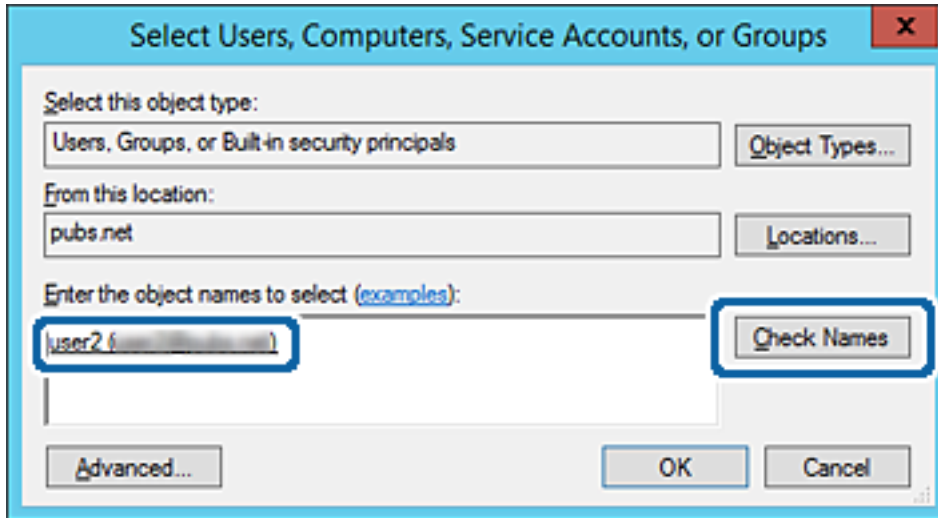 Select Users, Computers, Service Accounts, or Groups
x
Select this object type:
Users, Groups, or Built-in security principals
Object Types...
From this location:
pubs.net
Locations...
Enter the object names to select (examples):
user2 ( )
Check Names
Advanced...
OK
Cancel